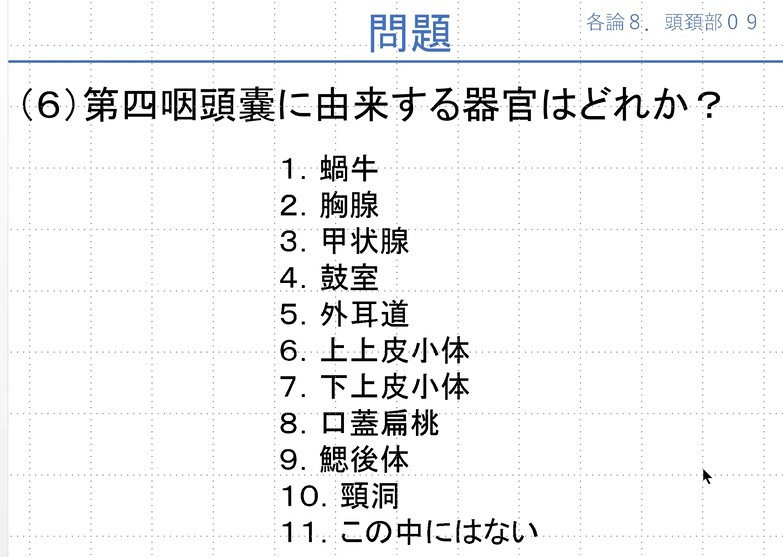 問題
各論８．頭頚部０９
（６）第四咽頭嚢に由来する器官はどれか？
１．蝸牛
２．胸腺
３．甲状腺
４．鼓室
５．外耳道
６．上上皮小体
７．下上皮小体
８．口蓋扁桃
９．鰓後体
１０．頸洞
１１．この中にはない